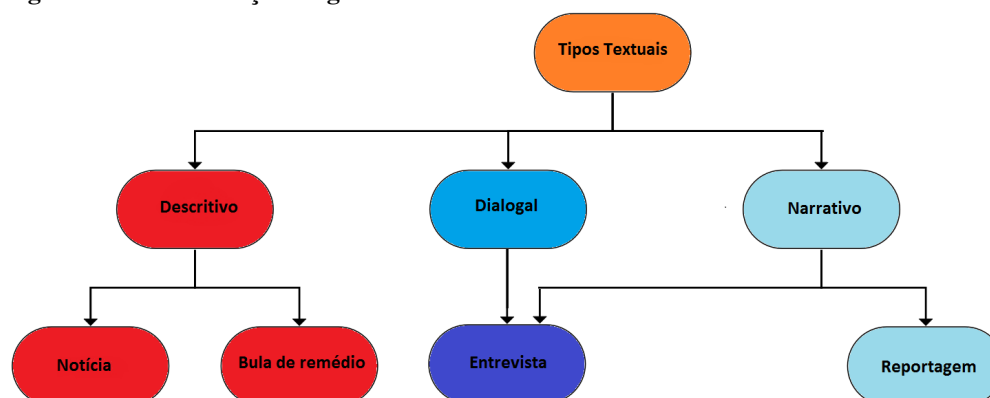 Tipos Textuais
Descritivo
Dialogal
Narrativo
Notícia
Bula de remédio
Entrevista
Reportagem